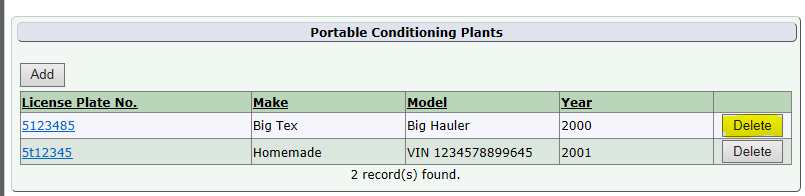 Portable Conditioning Plants
Add
License Plate No. Make Model Year
5123485 Big Tex Big Hauler 2000 Delete
5t12345 Homemade VIN 1234578899645 2001 Delete
2 record(s) found.